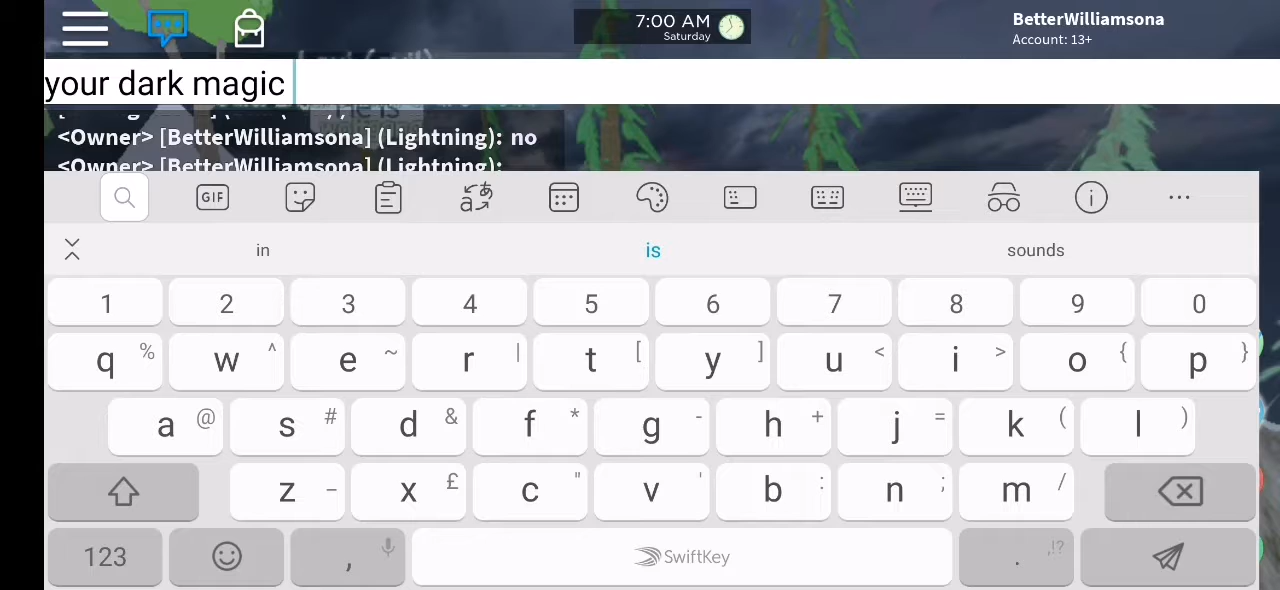 7:00 AM
Saturday
BetterWilliamsona
Account: 13+
your dark magic
<Owner> [BetterWilliamsona] (Lightning): no
<Owner> [BetterWilliamsona] (Lightning):
GIF
in is sounds
1 2 3 4 5 6 7 8 9 0
q % w ^ e ~ r | t [ y ] u < i > o { p }
a @ s # d & f * g - h + j = k ( l )
z _ x £ c " v ' b : n ; m /
123 , SwiftKey . ,!?